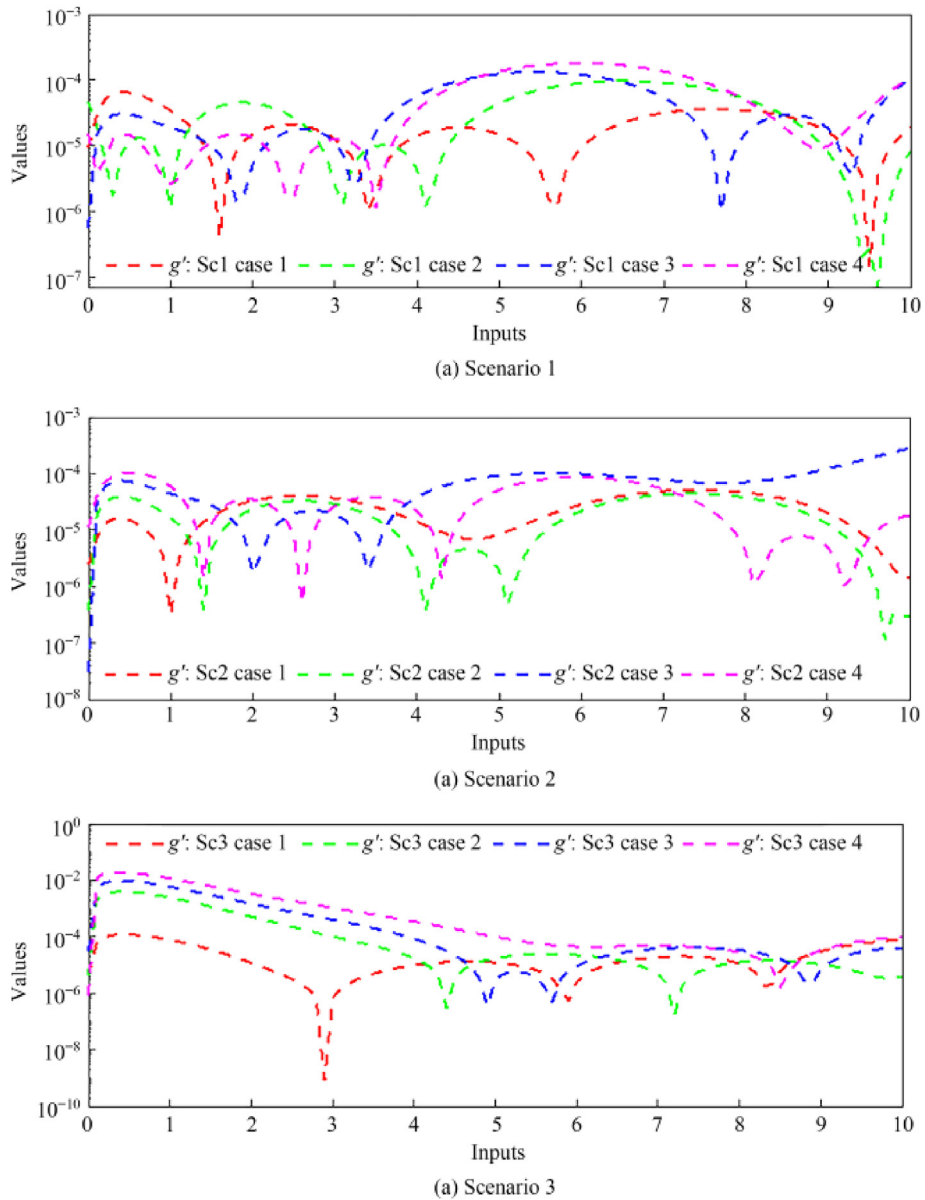 10⁻³
10⁻⁴
10⁻⁵
10⁻⁶
10⁻⁷
Values
g′: Sc1 case 1 g′: Sc1 case 2 g′: Sc1 case 3 g′: Sc1 case 4
0 1 2 3 4 5 6 7 8 9 10
Inputs
(a) Scenario 1
10⁻³
10⁻⁴
10⁻⁵
10⁻⁶
10⁻⁷
10⁻⁸
Values
g′: Sc2 case 1 g′: Sc2 case 2 g′: Sc2 case 3 g′: Sc2 case 4
0 1 2 3 4 5 6 7 8 9 10
Inputs
(a) Scenario 2
10⁰
10⁻²
10⁻⁴
10⁻⁶
10⁻⁸
10⁻¹⁰
Values
g′: Sc3 case 1 g′: Sc3 case 2 g′: Sc3 case 3 g′: Sc3 case 4
0 1 2 3 4 5 6 7 8 9 10
Inputs
(a) Scenario 3